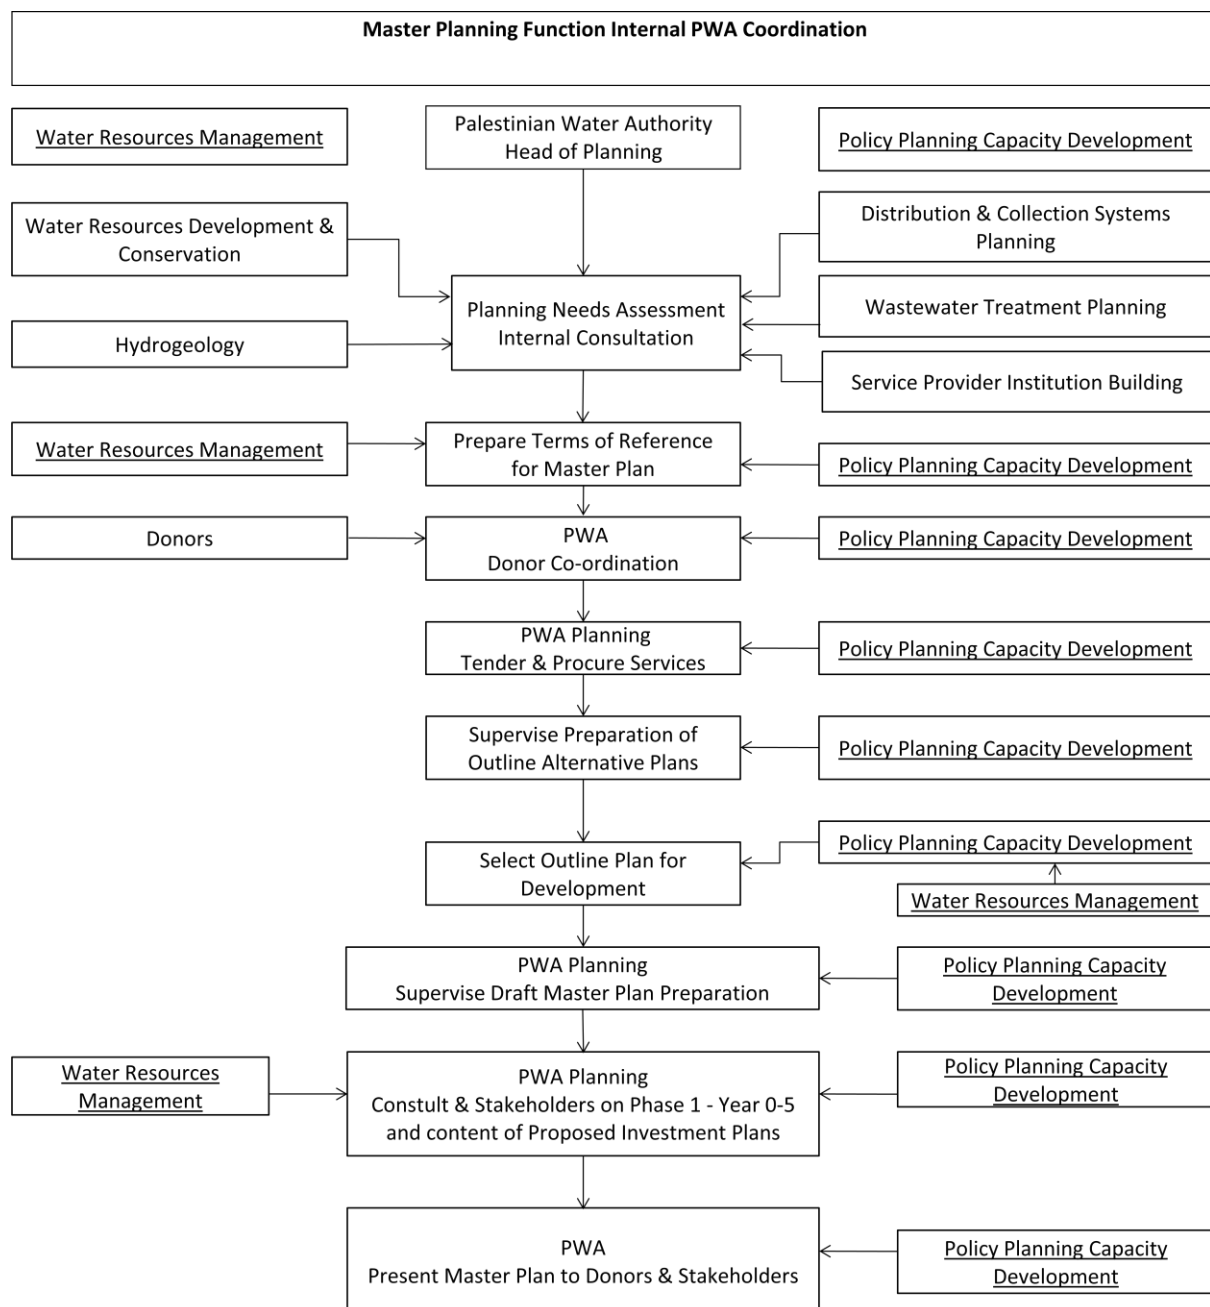 Master Planning Function Internal PWA Coordination
Water Resources Management
Palestinian Water Authority
Head of Planning
Policy Planning Capacity Development
Water Resources Development &
Conservation
Distribution & Collection Systems
Planning
Planning Needs Assessment
Internal Consultation
Wastewater Treatment Planning
Hydrogeology
Service Provider Institution Building
Water Resources Management
Prepare Terms of Reference
for Master Plan
Policy Planning Capacity Development
Donors
PWA
Donor Co-ordination
Policy Planning Capacity Development
PWA Planning
Tender & Procure Services
Policy Planning Capacity Development
Supervise Preparation of
Outline Alternative Plans
Policy Planning Capacity Development
Select Outline Plan for
Development
Policy Planning Capacity Development
Water Resources Management
PWA Planning
Supervise Draft Master Plan Preparation
Policy Planning Capacity
Development
Water Resources
Management
PWA Planning
Constult & Stakeholders on Phase 1 - Year 0-5
and content of Proposed Investment Plans
Policy Planning Capacity
Development
PWA
Present Master Plan to Donors & Stakeholders
Policy Planning Capacity
Development